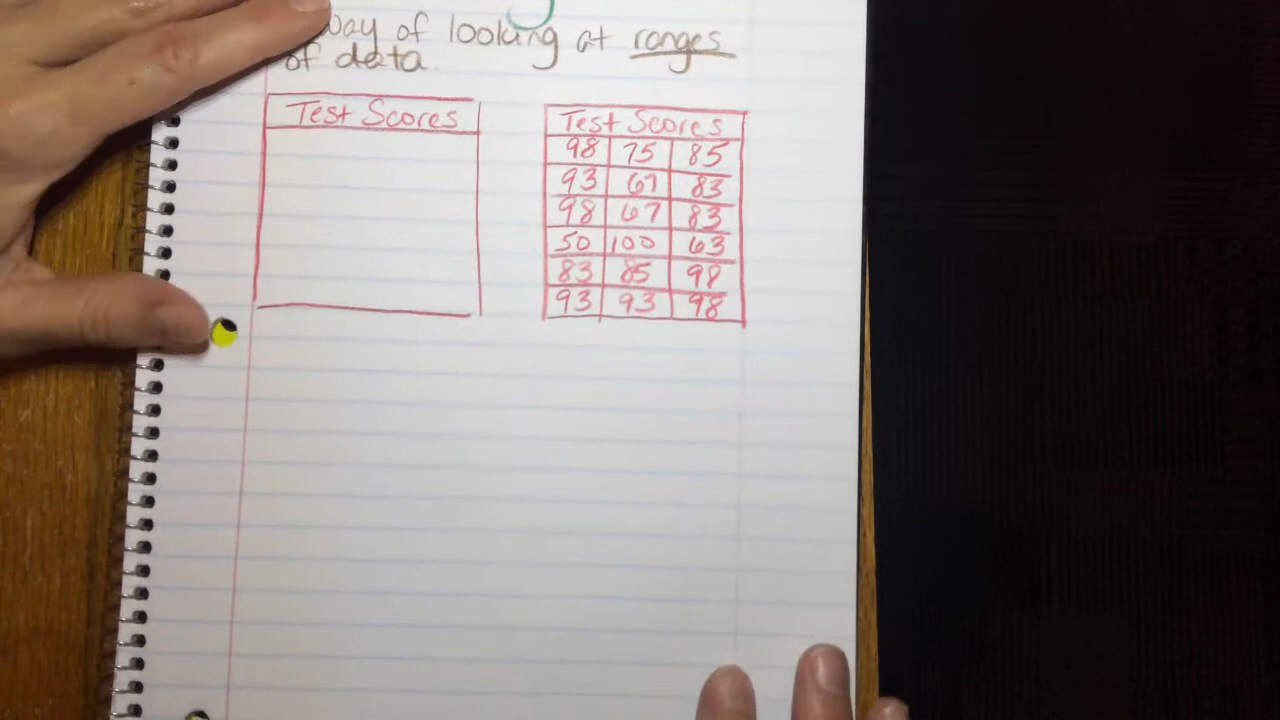 way of looking at ranges
of data.
Test Scores
Test Scores
98 75 85
93 67 83
98 67 83
50 100 63
83 85 98
93 93 98